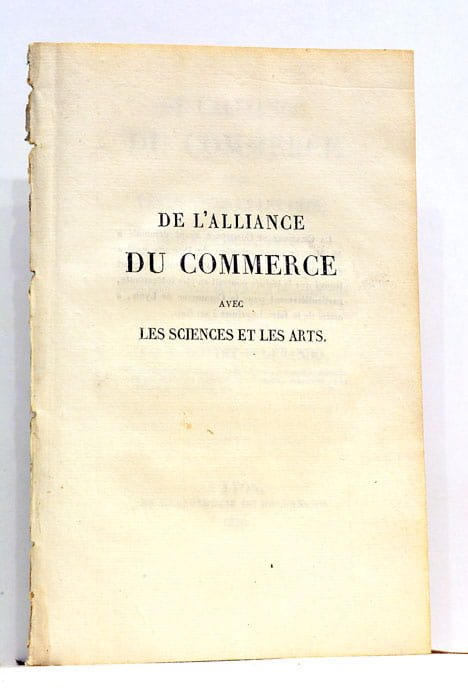 DE L'ALLIANCE
DU COMMERCE
AVEC
LES SCIENCES ET LES ARTS.